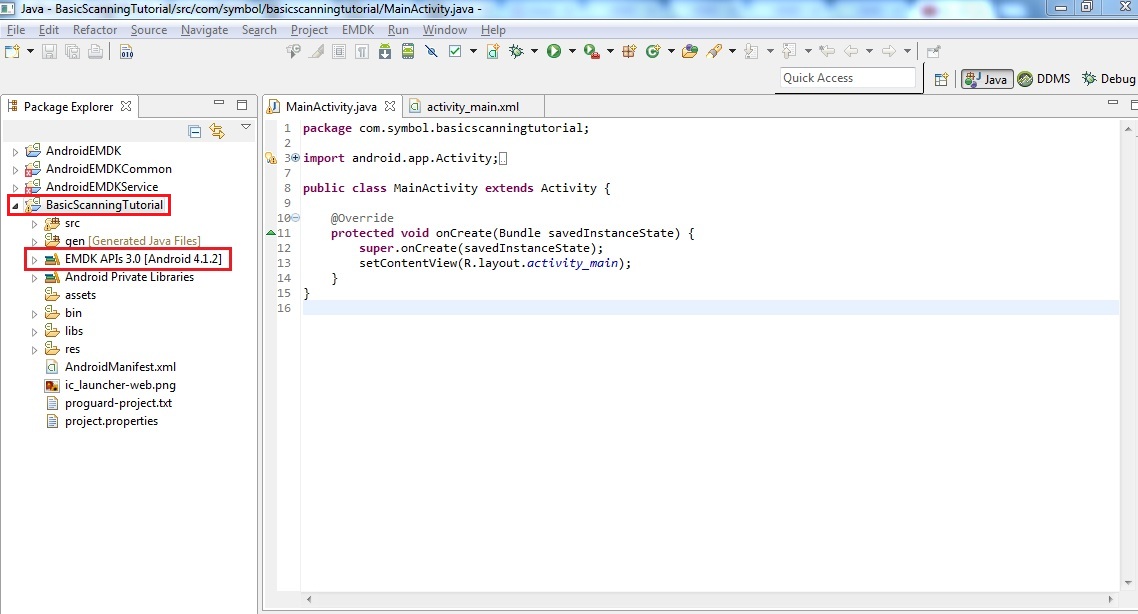 Java - BasicScanningTutorial/src/com/symbol/basicscanningtutorial/MainActivity.java -
File Edit Refactor Source Navigate Search Project EMDK Run Window Help
Quick Access
Java
DDMS
Debug
Package Explorer
AndroidEMDK
AndroidEMDKCommon
AndroidEMDKService
BasicScanningTutorial
src
gen [Generated Java Files]
EMDK APIs 3.0 [Android 4.1.2]
Android Private Libraries
assets
bin
libs
res
AndroidManifest.xml
ic_launcher-web.png
proguard-project.txt
project.properties
MainActivity.java
activity_main.xml
1 package com.symbol.basicscanningtutorial;
2
3 import android.app.Activity;
7
8 public class MainActivity extends Activity {
9
10 @Override
11 protected void onCreate(Bundle savedInstanceState) {
12 super.onCreate(savedInstanceState);
13 setContentView(R.layout.activity_main);
14 }
15 }
16